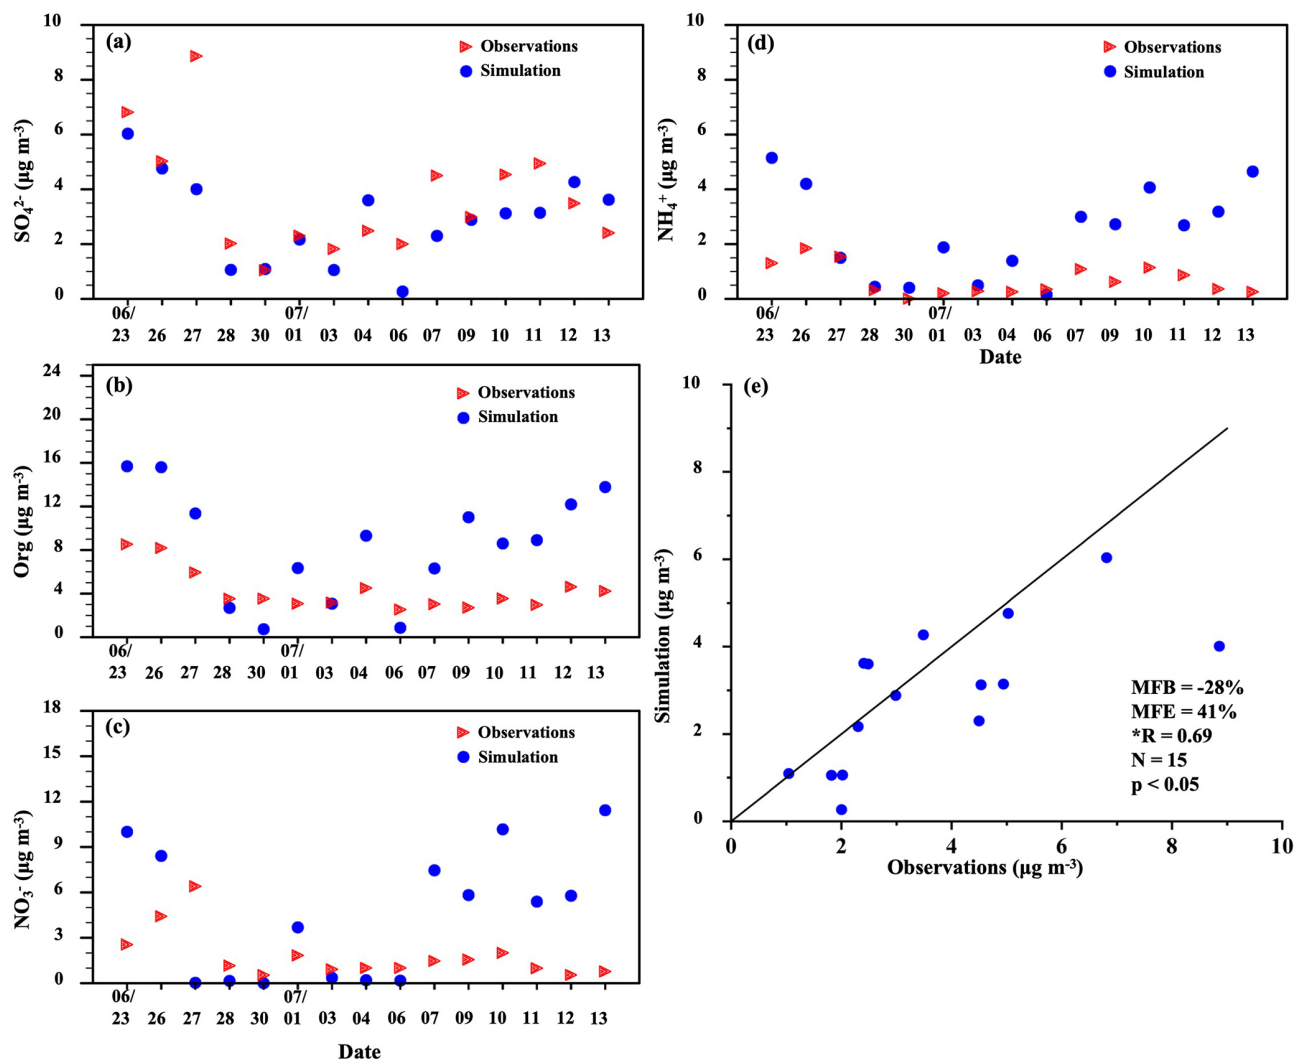 (a)
Observations
Simulation
10
8
6
4
2
0
SO₄²⁻ (µg m⁻³)
06/ 07/
23 26 27 28 30 01 03 04 06 07 09 10 11 12 13
(d)
Observations
Simulation
10
8
6
4
2
0
NH₄⁺ (µg m⁻³)
06/ 07/
23 26 27 28 30 01 03 04 06 07 09 10 11 12 13
Date
(b)
Observations
Simulation
24
20
16
12
8
4
0
Org (µg m⁻³)
06/ 07/
23 26 27 28 30 01 03 04 06 07 09 10 11 12 13
(c)
Observations
Simulation
18
15
12
9
6
3
0
NO₃⁻ (µg m⁻³)
06/ 07/
23 26 27 28 30 01 03 04 06 07 09 10 11 12 13
Date
(e)
10
8
6
4
2
0
Simulation (µg m⁻³)
MFB = -28%
MFE = 41%
*R = 0.69
N = 15
p < 0.05
0 2 4 6 8 10
Observations (µg m⁻³)